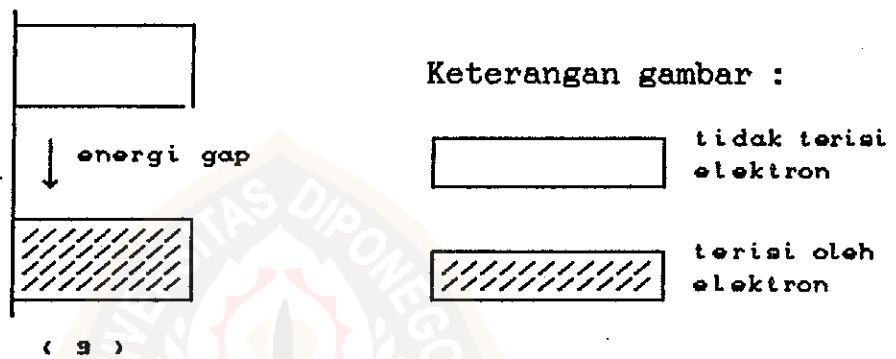 Keterangan gambar :
energi gap
tidak terisi
elektron
terisi oleh
elektron
( 9 )